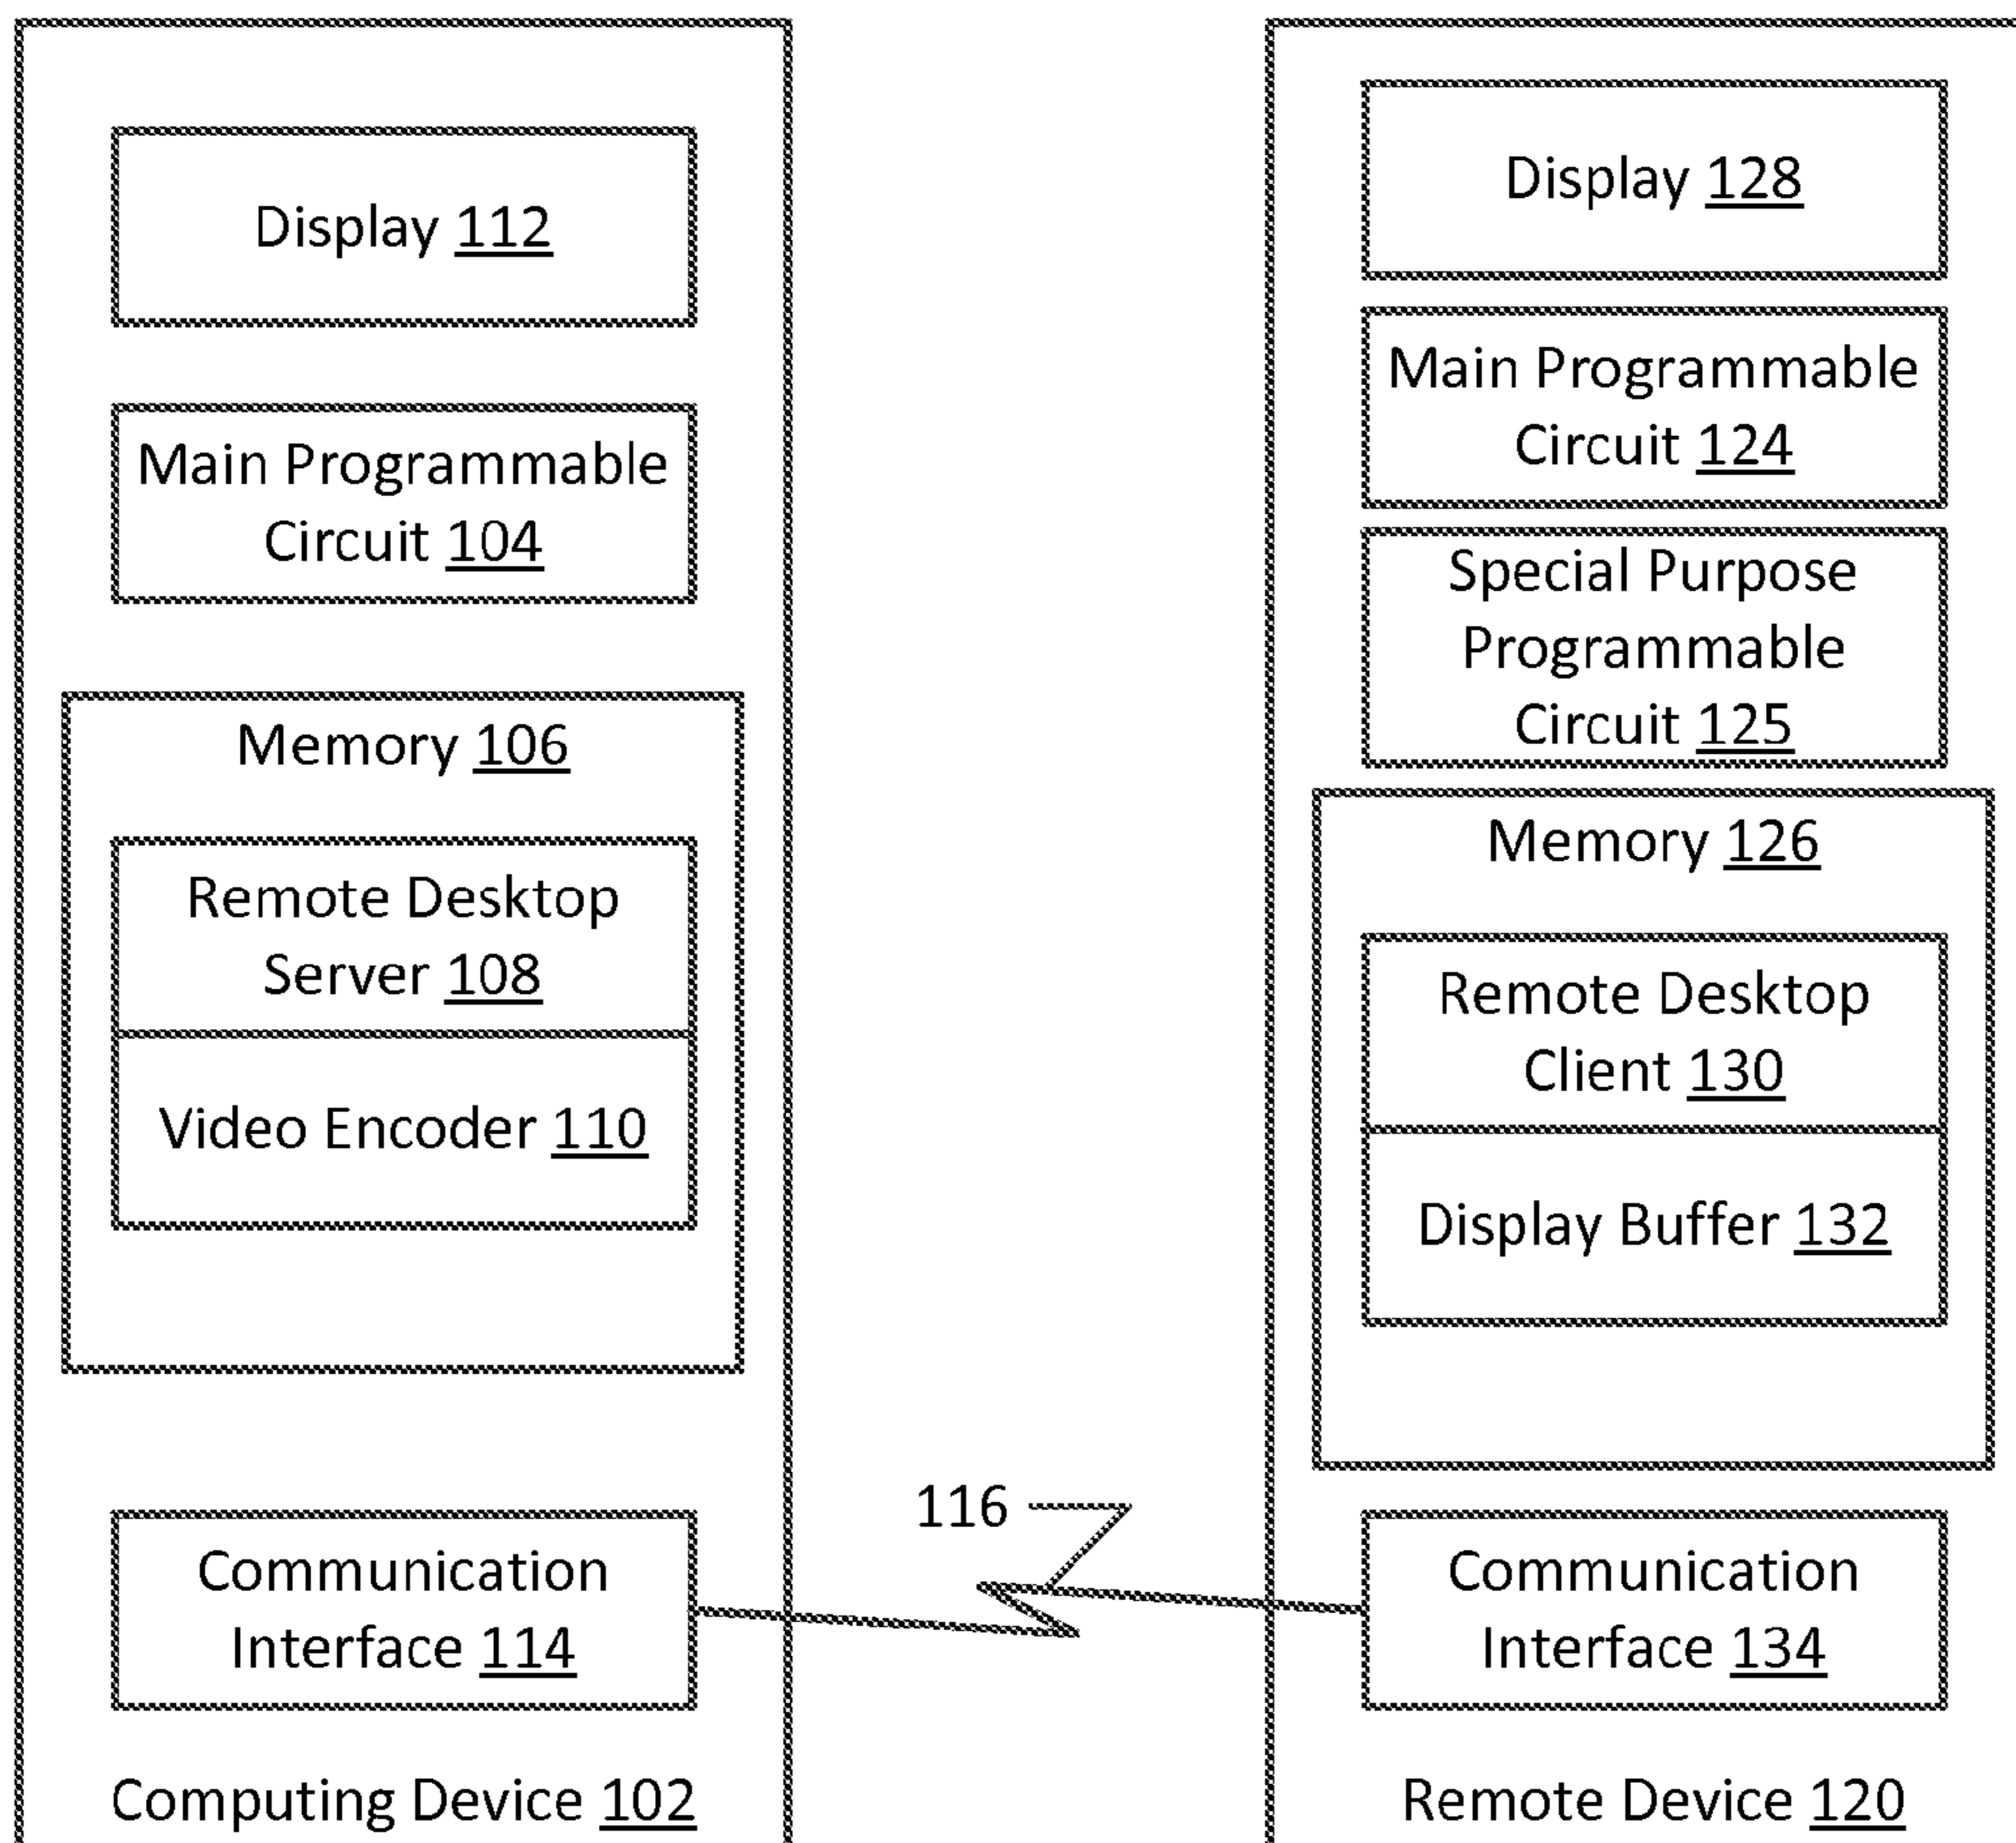 Display 112
Main Programmable
Circuit 104
Memory 106
Remote Desktop
Server 108
Video Encoder 110
Communication
Interface 114
Computing Device 102
116
Display 128
Main Programmable
Circuit 124
Special Purpose
Programmable
Circuit 125
Memory 126
Remote Desktop
Client 130
Display Buffer 132
Communication
Interface 134
Remote Device 120